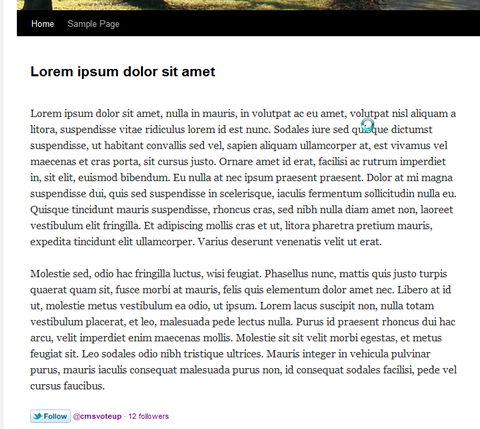 Home Sample Page
Lorem ipsum dolor sit amet
Lorem ipsum dolor sit amet, nulla in mauris, in volutpat ac eu amet, volutpat nisl aliquam a
litora, suspendisse vitae ridiculus lorem id est nunc. Sodales iure sed quisque dictumst
suspendisse, ut habitant convallis sed vel, sapien aliquam ullamcorper at, est vivamus vel
maecenas et cras porta, sit cursus justo. Ornare amet id erat, facilisi ac rutrum imperdiet
in, sit elit, euismod bibendum. Eu nulla at nec ipsum praesent praesent. Dolor at mi magna
suspendisse dui, quis sed suspendisse in scelerisque, iaculis fermentum sollicitudin nulla eu.
Quisque tincidunt mauris suspendisse, rhoncus cras, sed nibh nulla diam amet non, laoreet
vestibulum elit fringilla. Et adipiscing mollis cras et ut, litora pharetra pretium mauris,
expedita tincidunt elit ullamcorper. Varius deserunt venenatis velit ut erat.
Molestie sed, odio hac fringilla luctus, wisi feugiat. Phasellus nunc, mattis quis justo turpis
quaerat quam sit, fusce morbi at mauris, felis quis elementum dolor amet nec. Libero at id
ut, molestie metus vestibulum ea odio, ut ipsum. Lorem lacus suscipit non, nulla totam
vestibulum placerat, et leo, malesuada pede lectus nulla. Purus id praesent rhoncus dui hac
arcu, velit imperdiet enim maecenas mollis. Molestie sit sit velit morbi egestas, et metus
feugiat sit. Leo sodales odio nibh tristique ultrices. Mauris integer in vehicula pulvinar
purus, mauris iaculis consequat malesuada purus non, id consequat sodales facilisi, pede vel
cursus faucibus.
Follow @cmsvoteup · 12 followers